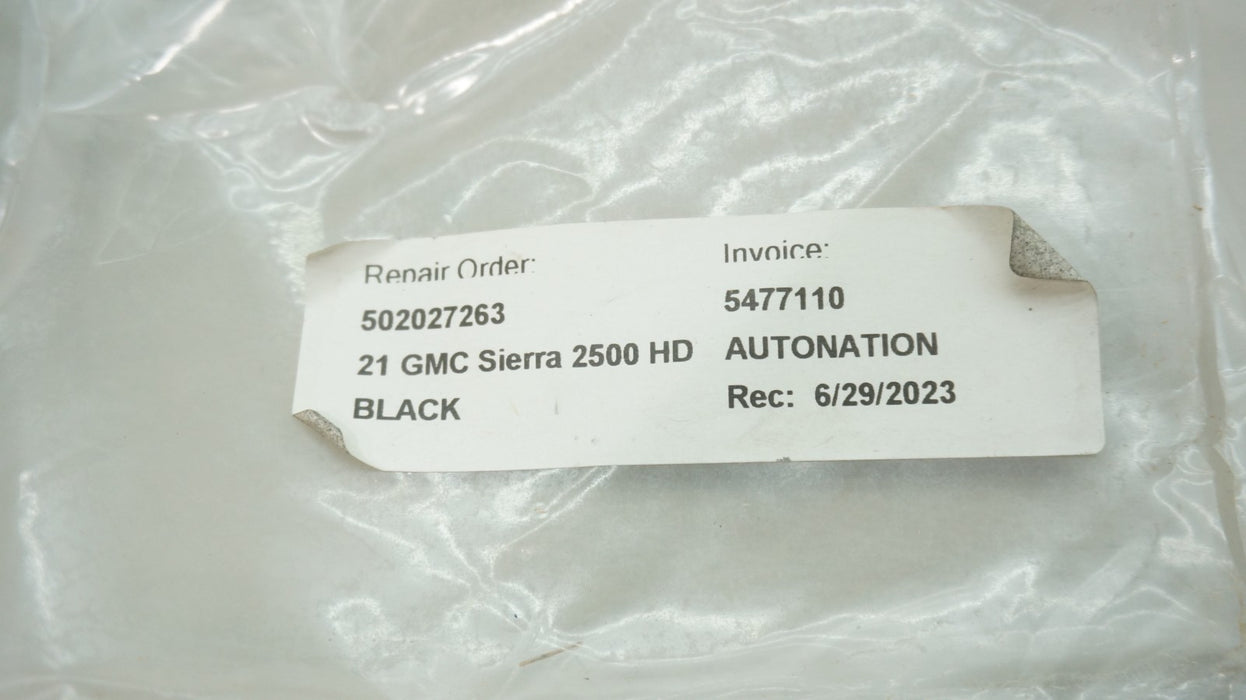 Repair Order:
502027263
21 GMC Sierra 2500 HD
BLACK
Invoice:
5477110
AUTONATION
Rec: 6/29/2023